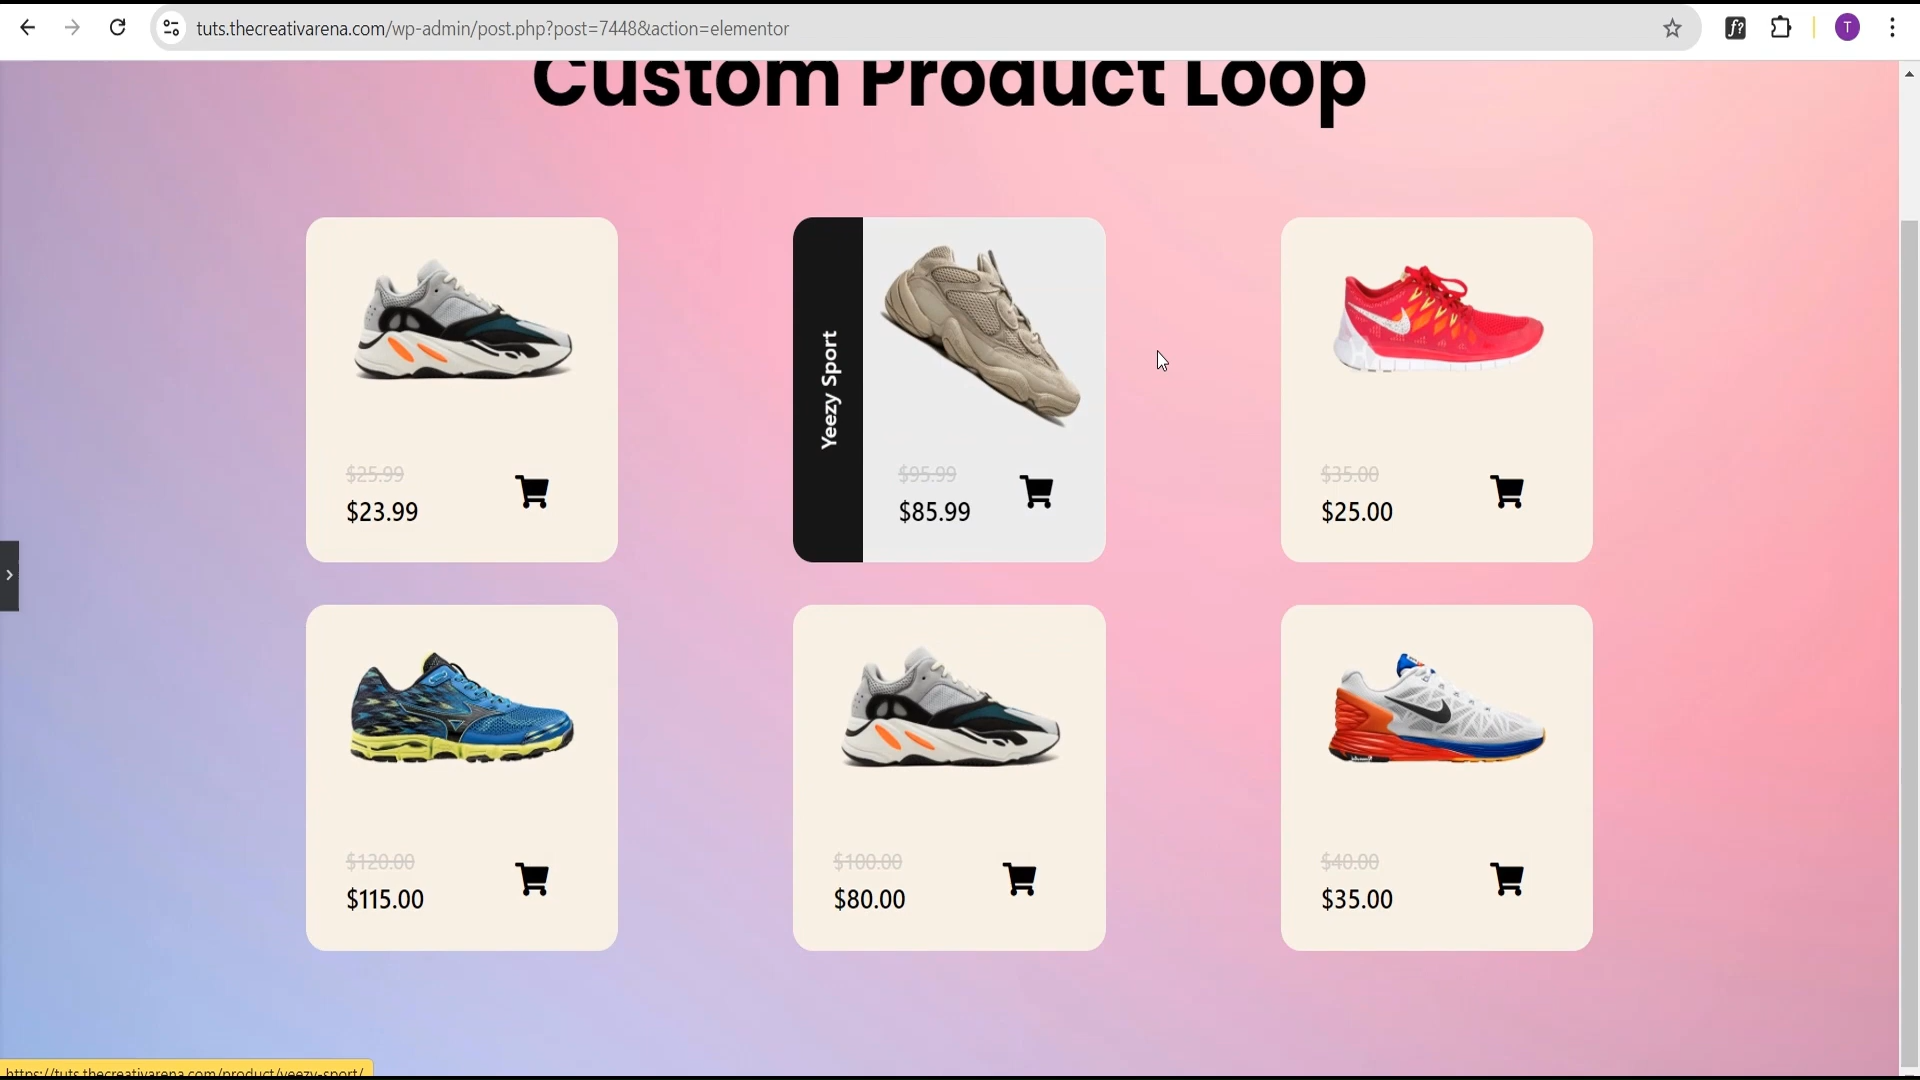 tuts.thecreativarena.com/wp-admin/post.php?post=7448&action=elementor
T
Custom Product Loop
Yeezy Sport
$25.99
$23.99
$95.99
$85.99
$35.00
$25.00
$120.00
$115.00
$100.00
$80.00
$40.00
$35.00
https://tuts.thecreativarena.com/product/yeezy-sport/